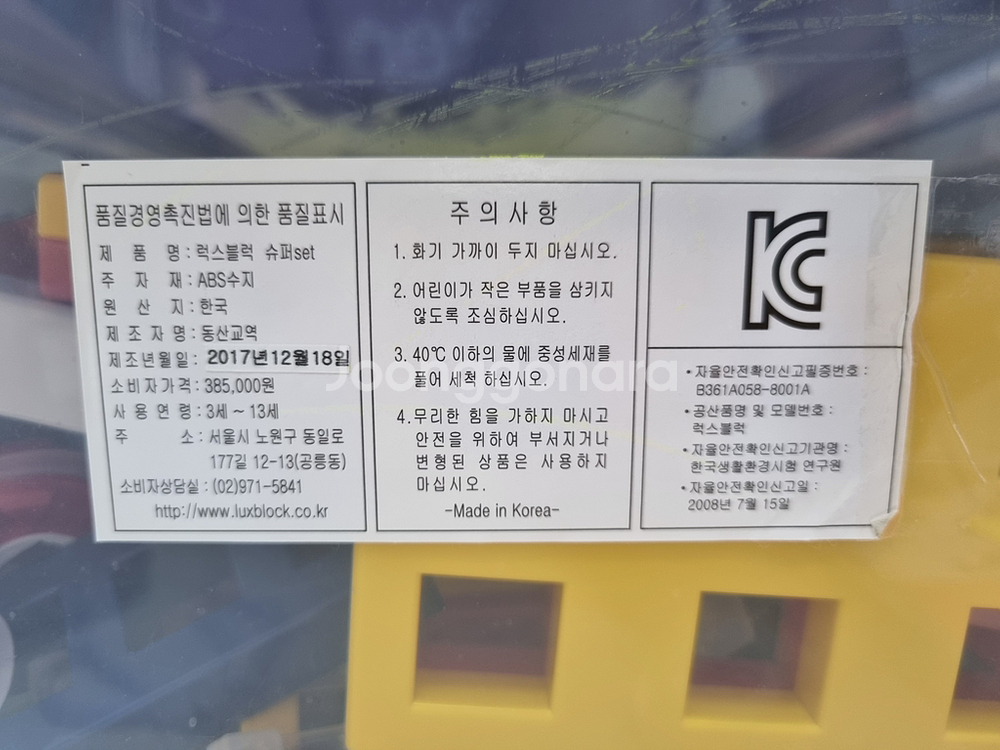 품질경영촉진법에 의한 품질표시
제 품 명 : 럭스블럭 슈퍼set
주 자 재 : ABS수지
원 산 지 : 한국
제 조 자 명 : 동산교역
제조년월일 : 2017년12월18일
소비자가격 : 385,000원
사 용 연 령 : 3세 ~ 13세
주 소 : 서울시 노원구 동일로
177길 12-13(공릉동)
소비자상담실 : (02)971-5841
http://www.luxblock.co.kr
주 의 사 항
1. 화기 가까이 두지 마십시오.
2. 어린이가 작은 부품을 삼키지
않도록 조심하십시오.
3. 40℃ 이하의 물에 중성세재를
풀어 세척 하십시오.
4. 무리한 힘을 가하지 마시고
안전을 위하여 부서지거나
변형된 상품은 사용하지
마십시오.
-Made in Korea-
KC
• 자율안전확인신고필증번호 :
B361A058-8001A
• 공산품명 및 모델번호 :
럭스블럭
• 자율안전확인신고기관명 :
한국생활환경시험 연구원
• 자율안전확인신고일 :
2008년 7월 15일
Joonggonara